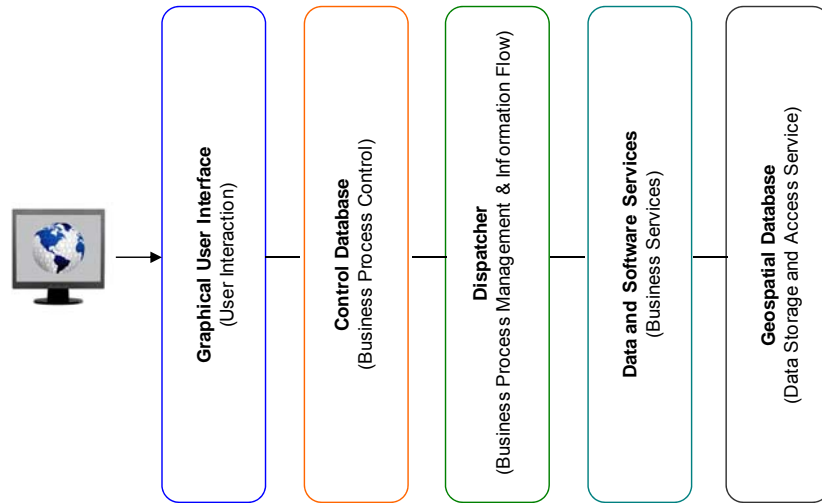 Graphical User Interface
(User Interaction)
Control Database
(Business Process Control)
Dispatcher
(Business Process Management & Information Flow)
Data and Software Services
(Business Services)
Geospatial Database
(Data Storage and Access Service)